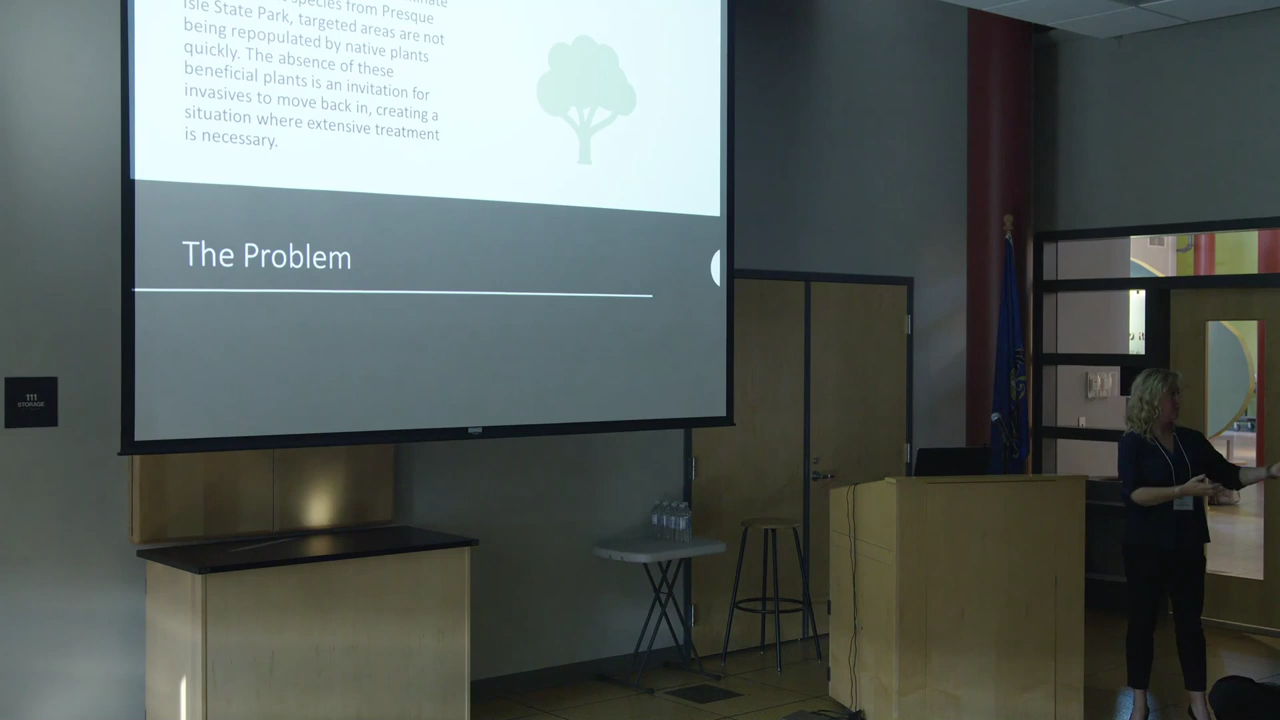 species from Presque
Isle State Park, targeted areas are not
being repopulated by native plants
quickly. The absence of these
beneficial plants is an invitation for
invasives to move back in, creating a
situation where extensive treatment
is necessary.
The Problem
111
STORAGE